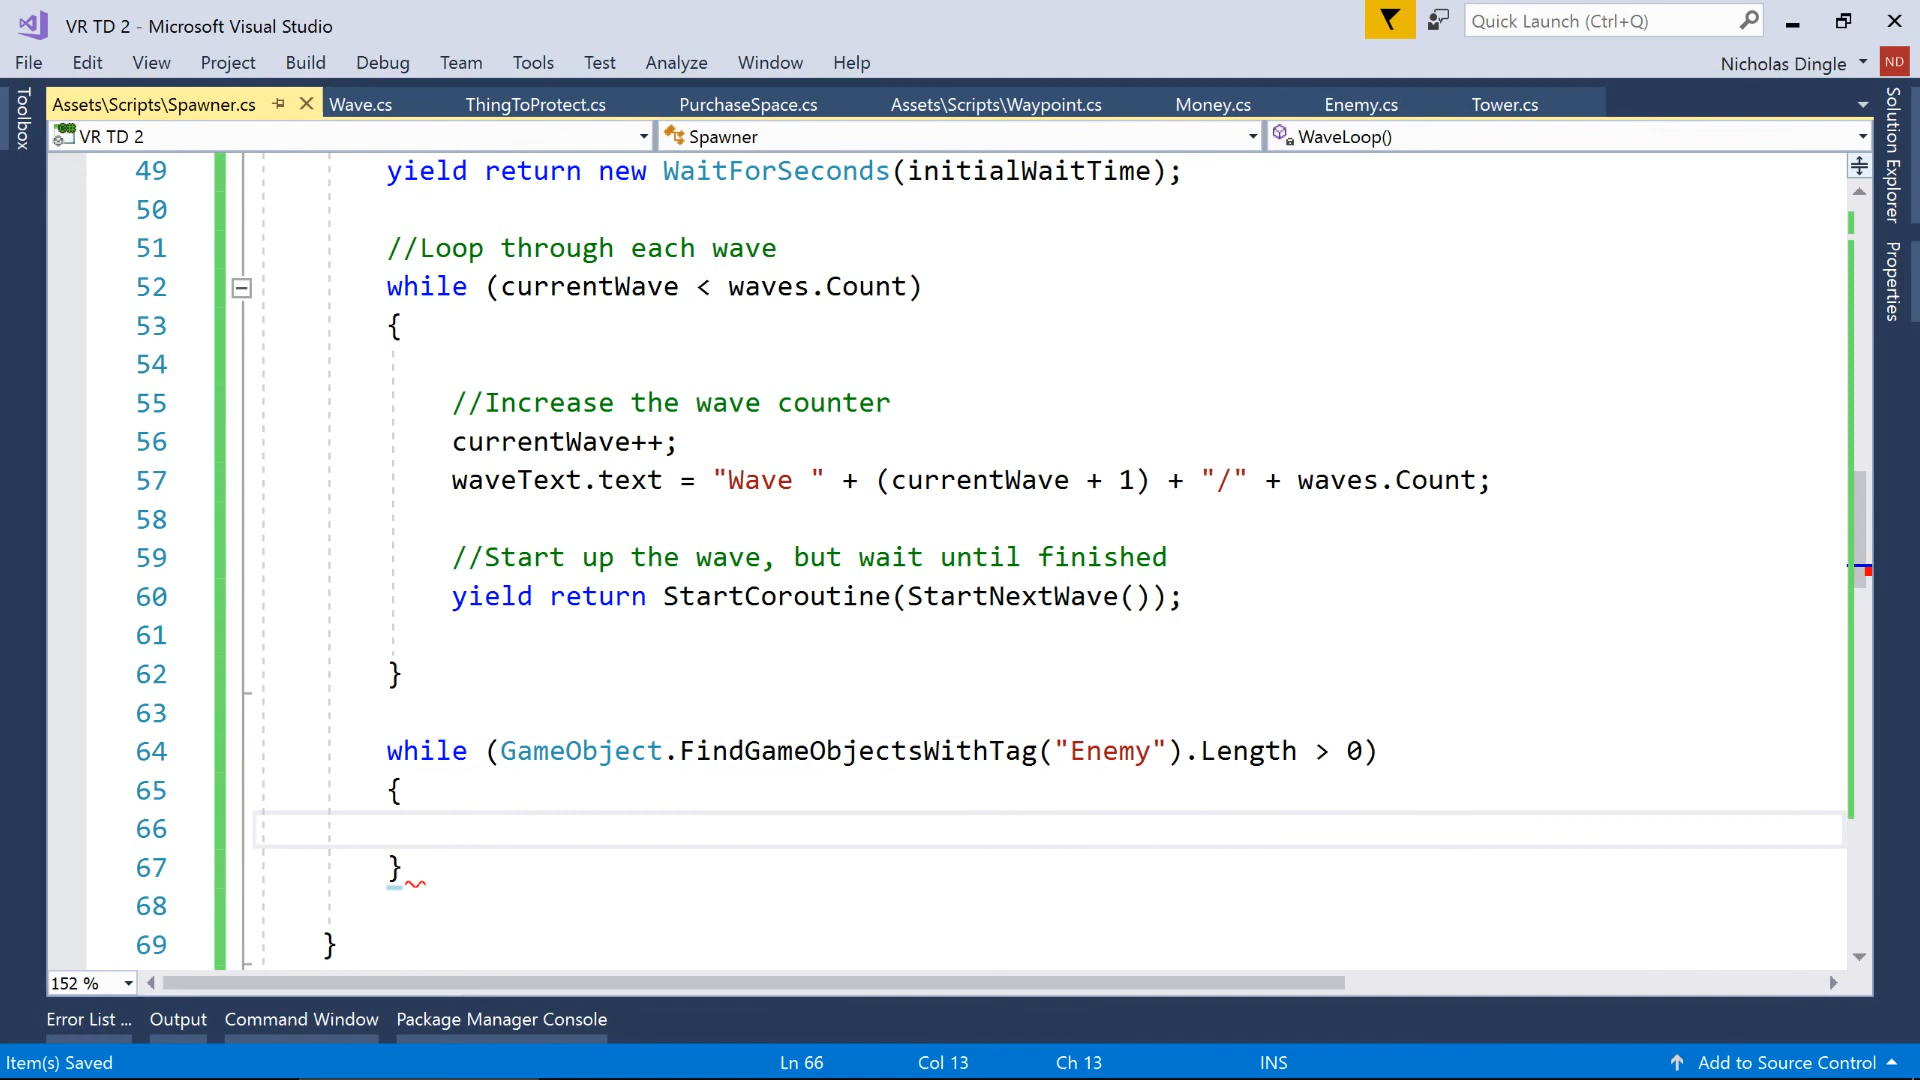 VR TD 2 - Microsoft Visual Studio
Quick Launch (Ctrl+Q)
File Edit View Project Build Debug Team Tools Test Analyze Window Help
Nicholas Dingle ND
Toolbox
Assets\Scripts\Spawner.cs Wave.cs ThingToProtect.cs PurchaseSpace.cs Assets\Scripts\Waypoint.cs Money.cs Enemy.cs Tower.cs
VR TD 2 Spawner WaveLoop()
Solution Explorer
Properties
49 yield return new WaitForSeconds(initialWaitTime);
50
51 //Loop through each wave
52 while (currentWave < waves.Count)
53 {
54
55 //Increase the wave counter
56 currentWave++;
57 waveText.text = "Wave " + (currentWave + 1) + "/" + waves.Count;
58
59 //Start up the wave, but wait until finished
60 yield return StartCoroutine(StartNextWave());
61
62 }
63
64 while (GameObject.FindGameObjectsWithTag("Enemy").Length > 0)
65 {
66
67 }
68
69 }
152 %
Error List ... Output Command Window Package Manager Console
Item(s) Saved Ln 66 Col 13 Ch 13 INS Add to Source Control